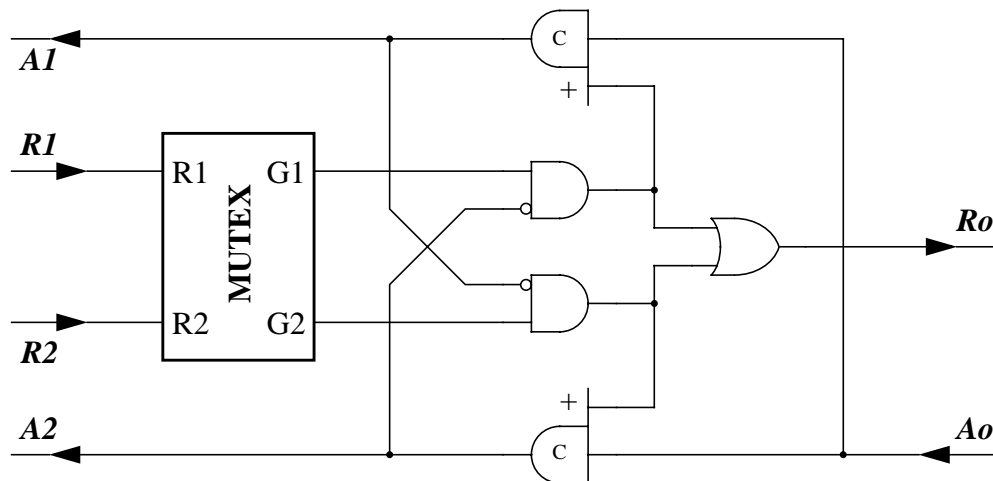 A1
C
+
R1
R1 G1
MUTEX
Ro
R2 G2
R2
+
A2
C
Ao